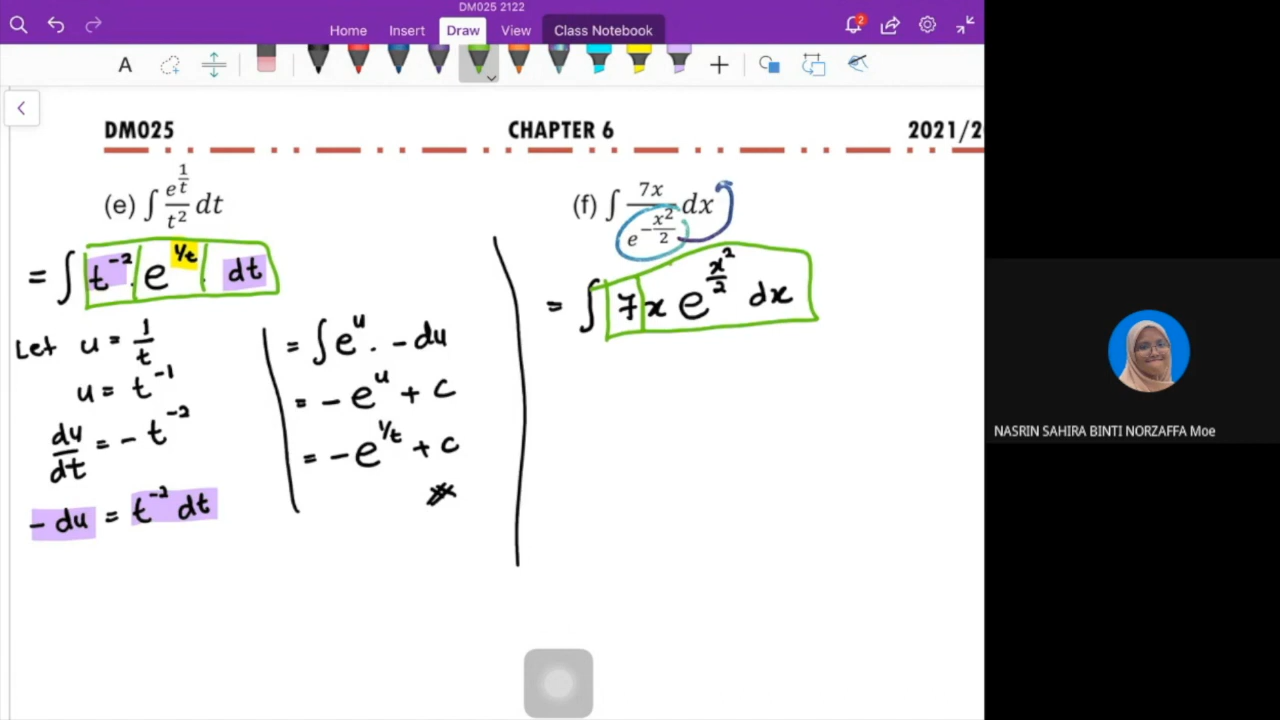 DM025 2122
Home Insert Draw View Class Notebook
2
A
DM025 CHAPTER 6 2021/2
(e) ∫ e^(1/t)/t² dt
= ∫ t⁻² · e^(1/t) · dt
Let u = 1/t
u = t⁻¹
du/dt = - t⁻²
- du = t⁻² dt
= ∫ e^u . - du
= - e^u + c
= - e^(1/t) + c
(f) ∫ 7x/e^(-x²/2) dx
= ∫ 7x e^(x²/2) dx
NASRIN SAHIRA BINTI NORZAFFA Moe